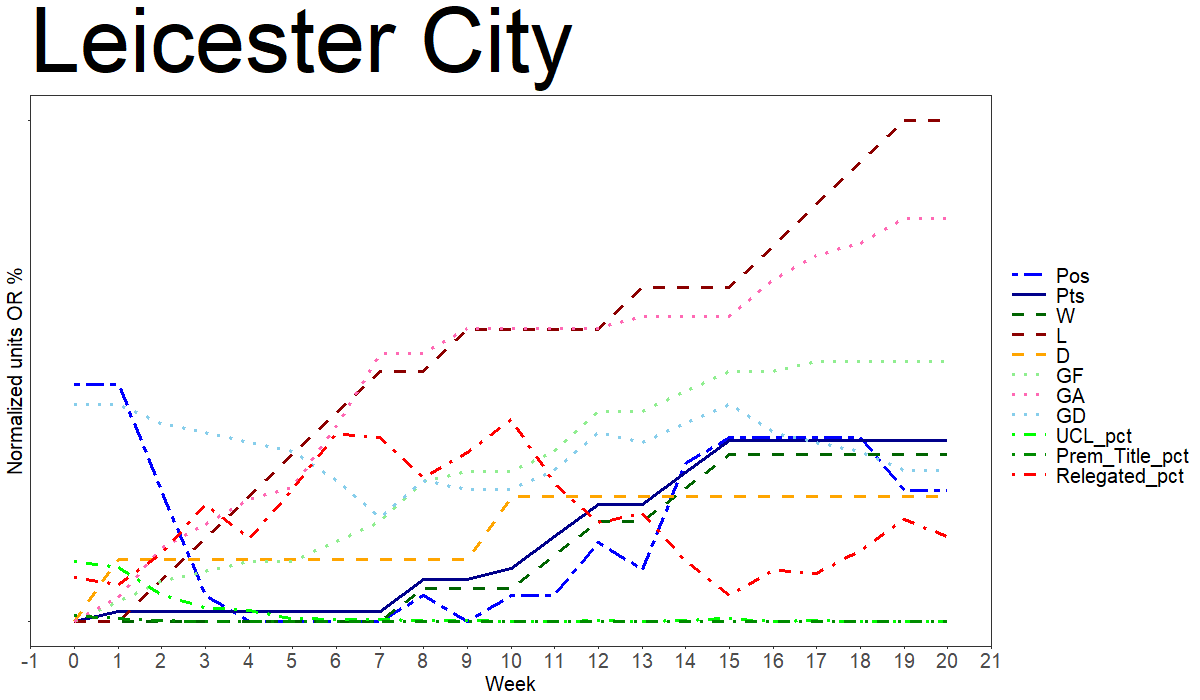 Leicester City
Normalized units OR %
-1 0 1 2 3 4 5 6 7 8 9 10 11 12 13 14 15 16 17 18 19 20 21
Week
Pos
Pts
W
L
D
GF
GA
GD
UCL_pct
Prem_Title_pct
Relegated_pct